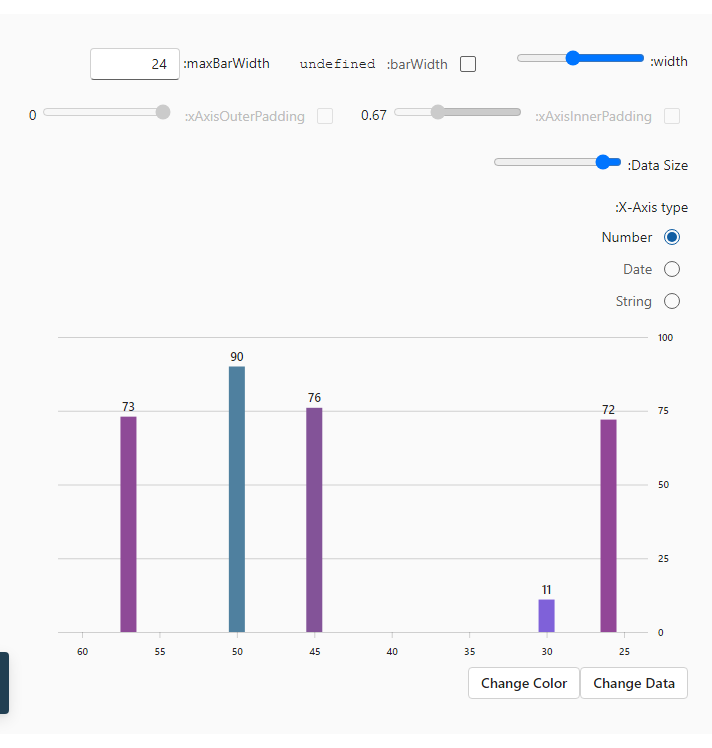 :width
undefined :barWidth
24 :maxBarWidth
:xAxisInnerPadding
0.67
:xAxisOuterPadding
0
:Data Size
:X-Axis type
Number
Date
String
100
75
50
25
0
73
90
76
11
72
60 55 50 45 40 35 30 25
Change Color Change Data